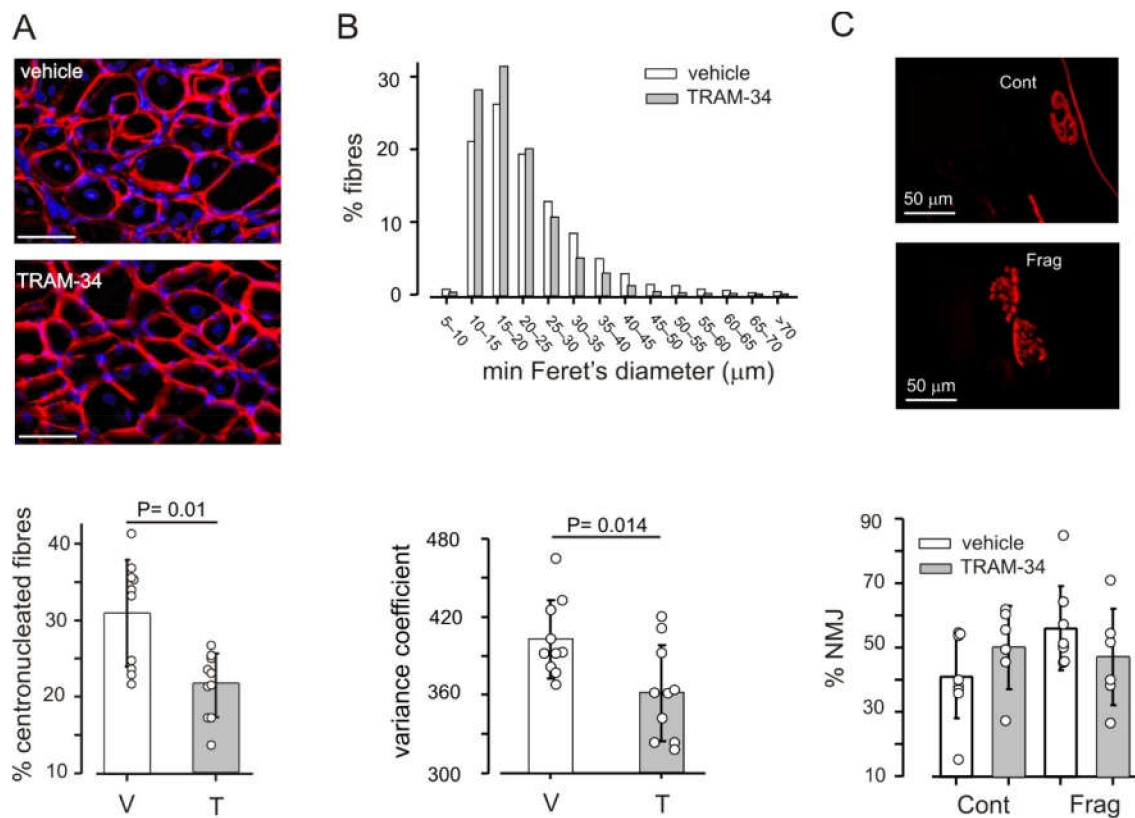 A
vehicle
TRAM-34
% centronucleated fibres
40
30
20
10
P= 0.01
V
T
B
vehicle
TRAM-34
% fibres
30
20
10
0
5–10
10–15
15–20
20–25
25–30
30–35
35–40
40–45
45–50
50–55
55–60
60–65
65–70
>70
min Feret's diameter (μm)
variance coefficient
480
420
360
300
P= 0.014
V
T
C
Cont
50 μm
Frag
50 μm
% NMJ
90
70
50
30
10
vehicle
TRAM-34
Cont
Frag